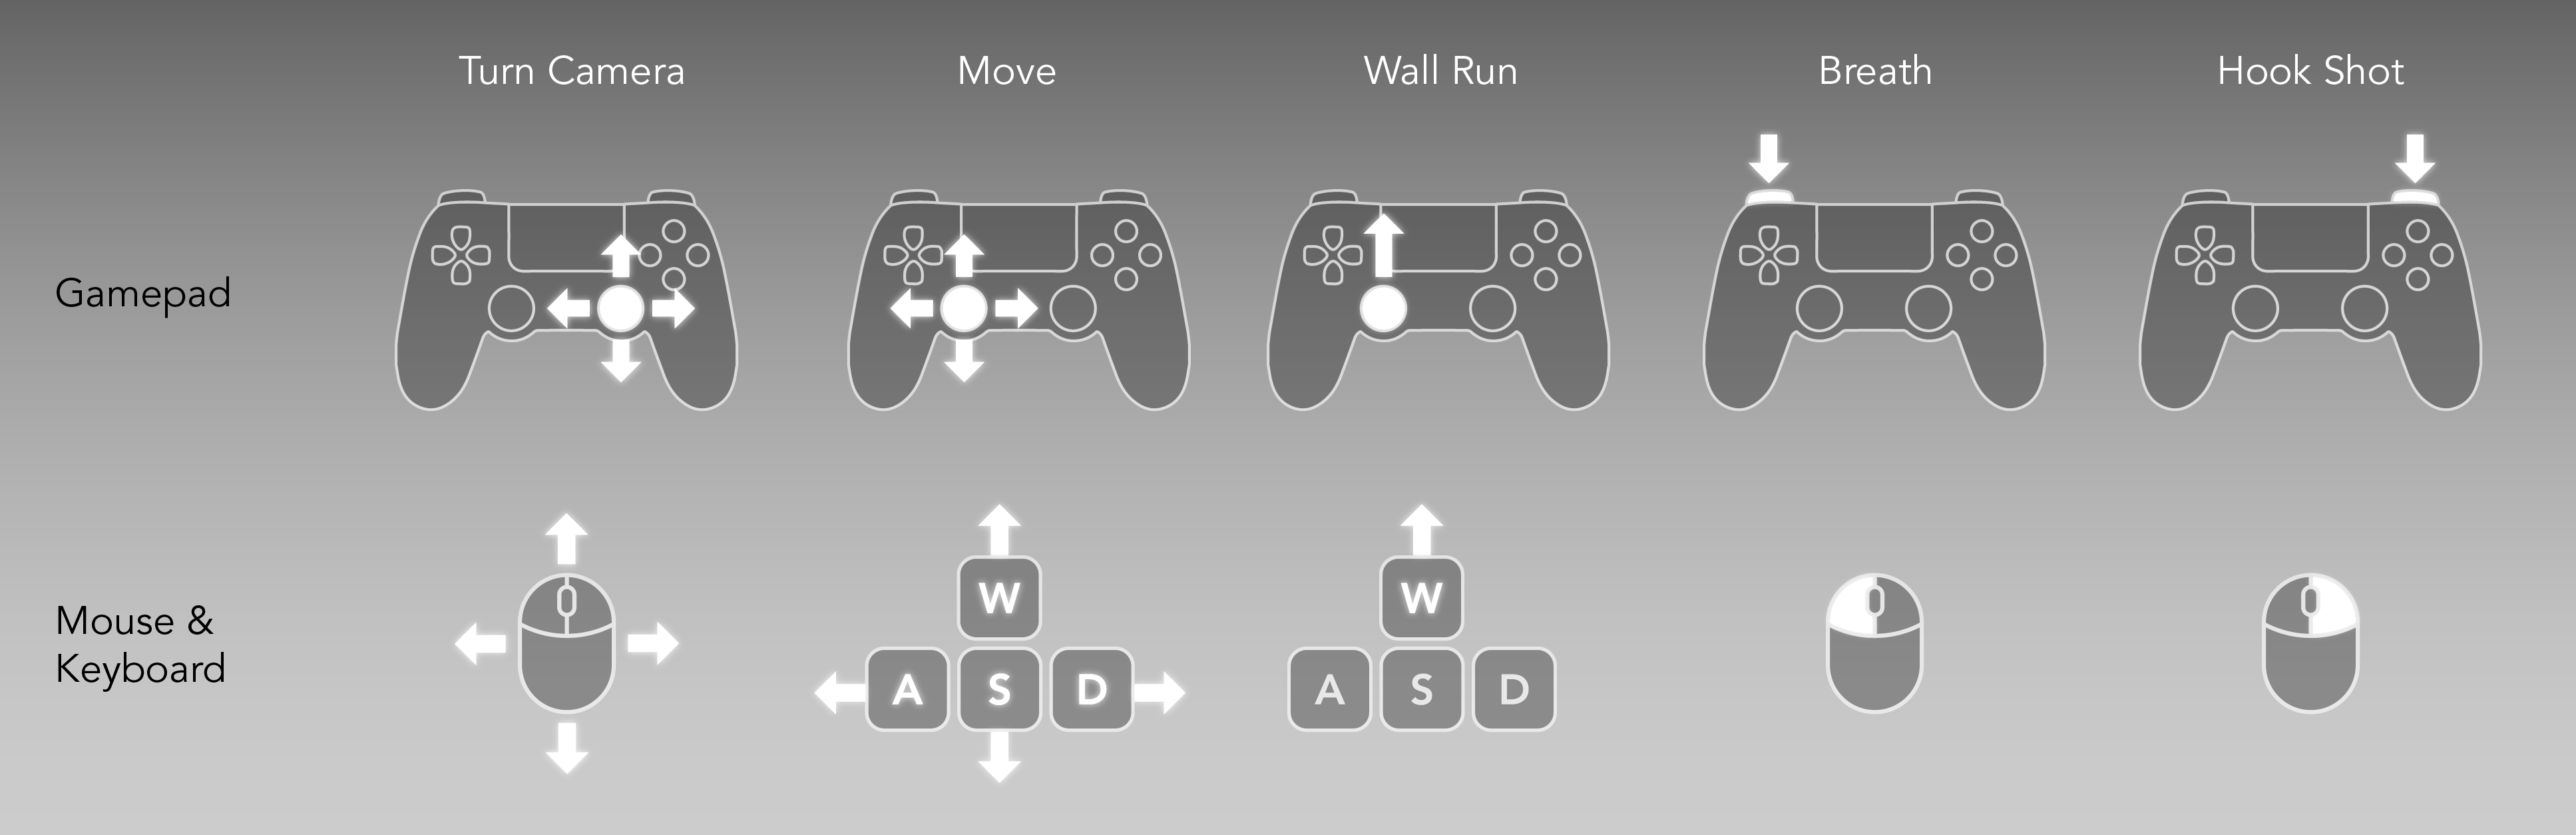 Turn Camera
Move
Wall Run
Breath
Hook Shot
Gamepad
Mouse &
Keyboard
W
A S D
W
A S D